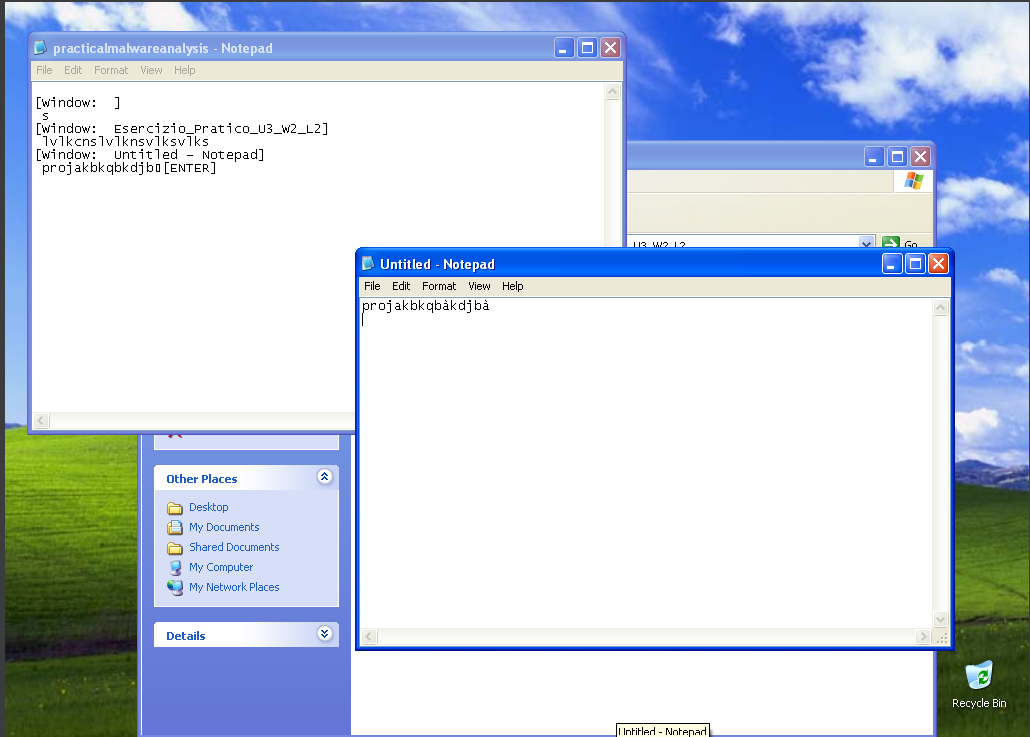 practicalmalwareanalysis - Notepad
File Edit Format View Help
[Window:  ]
s
[Window:  Esercizio_Pratico_U3_W2_L2]
lvlkcnslvlknsvlksvlks
[Window:  Untitled - Notepad]
projakbkqbkdjb▯[ENTER]
U3_W2_L2
Go
Untitled - Notepad
File Edit Format View Help
projakbkqbàkdjbà
Other Places
Desktop
My Documents
Shared Documents
My Computer
My Network Places
Details
Recycle Bin
Untitled - Notepad